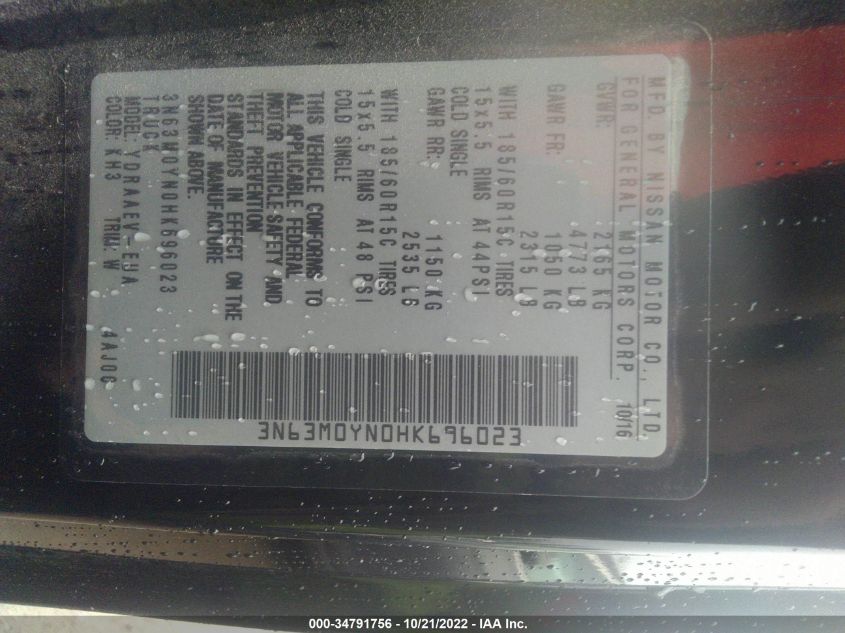 MFD. BY NISSAN MOTOR CO., LTD.
FOR GENERAL MOTORS CORP. 10/16
GVWR: 2165 KG
4773 LB
GAWR FR: 1050 KG
2315 LB
WITH 185/60R15C TIRES
15x5.5 RIMS AT 44PSI
COLD SINGLE
GAWR RR: 1150 KG
2535 LB
WITH 185/60R15C TIRES
15x5.5 RIMS AT 48 PSI
COLD SINGLE
THIS VEHICLE CONFORMS TO
ALL APPLICABLE FEDERAL
MOTOR VEHICLE SAFETY AND
THEFT PREVENTION
STANDARDS IN EFFECT ON THE
DATE OF MANUFACTURE
SHOWN ABOVE.
3N63M0YN0HK696023
TRUCK
MODEL: YDRAAEV-EUA
COLOR: KH3 TRIM: W 4AJ0C
3N63M0YN0HK696023
000-34791756 - 10/21/2022 - IAA Inc.